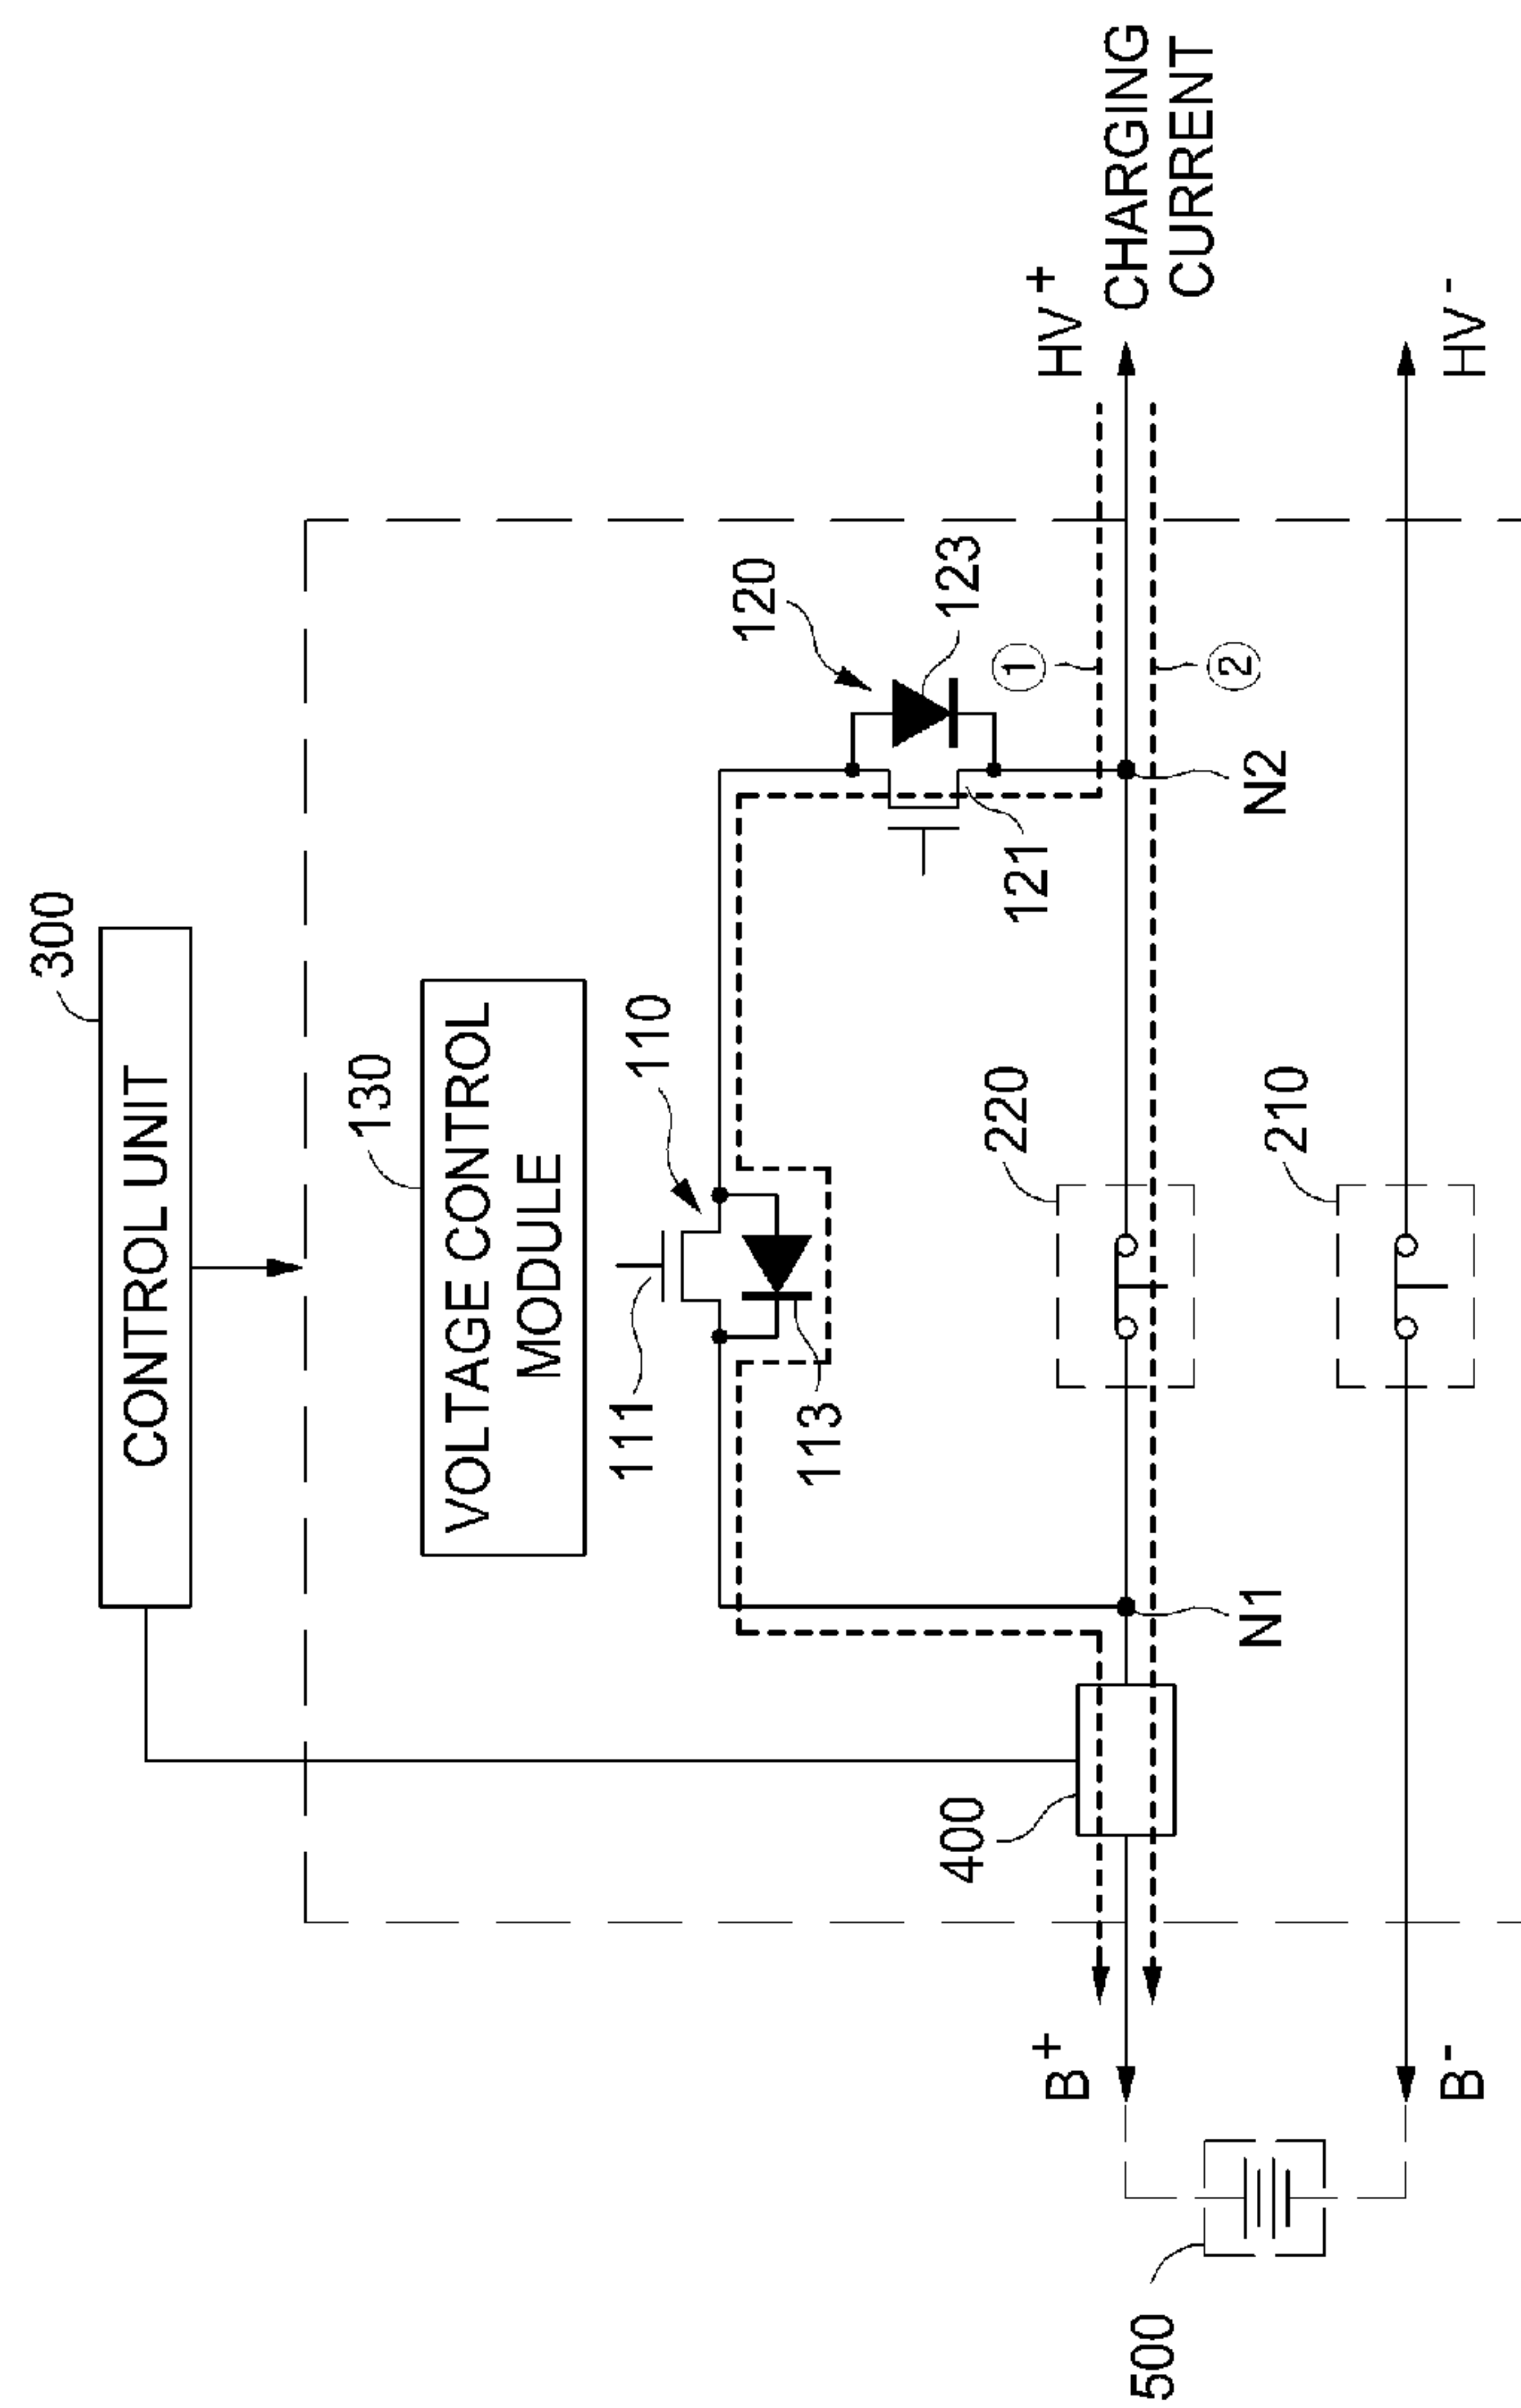 300
CONTROL UNIT
130
VOLTAGE CONTROL
MODULE
110
111
113
120
123
121
①
②
HV+
CHARGING
CURRENT
400
220
N1
N2
B+
210
500
B-
HV-